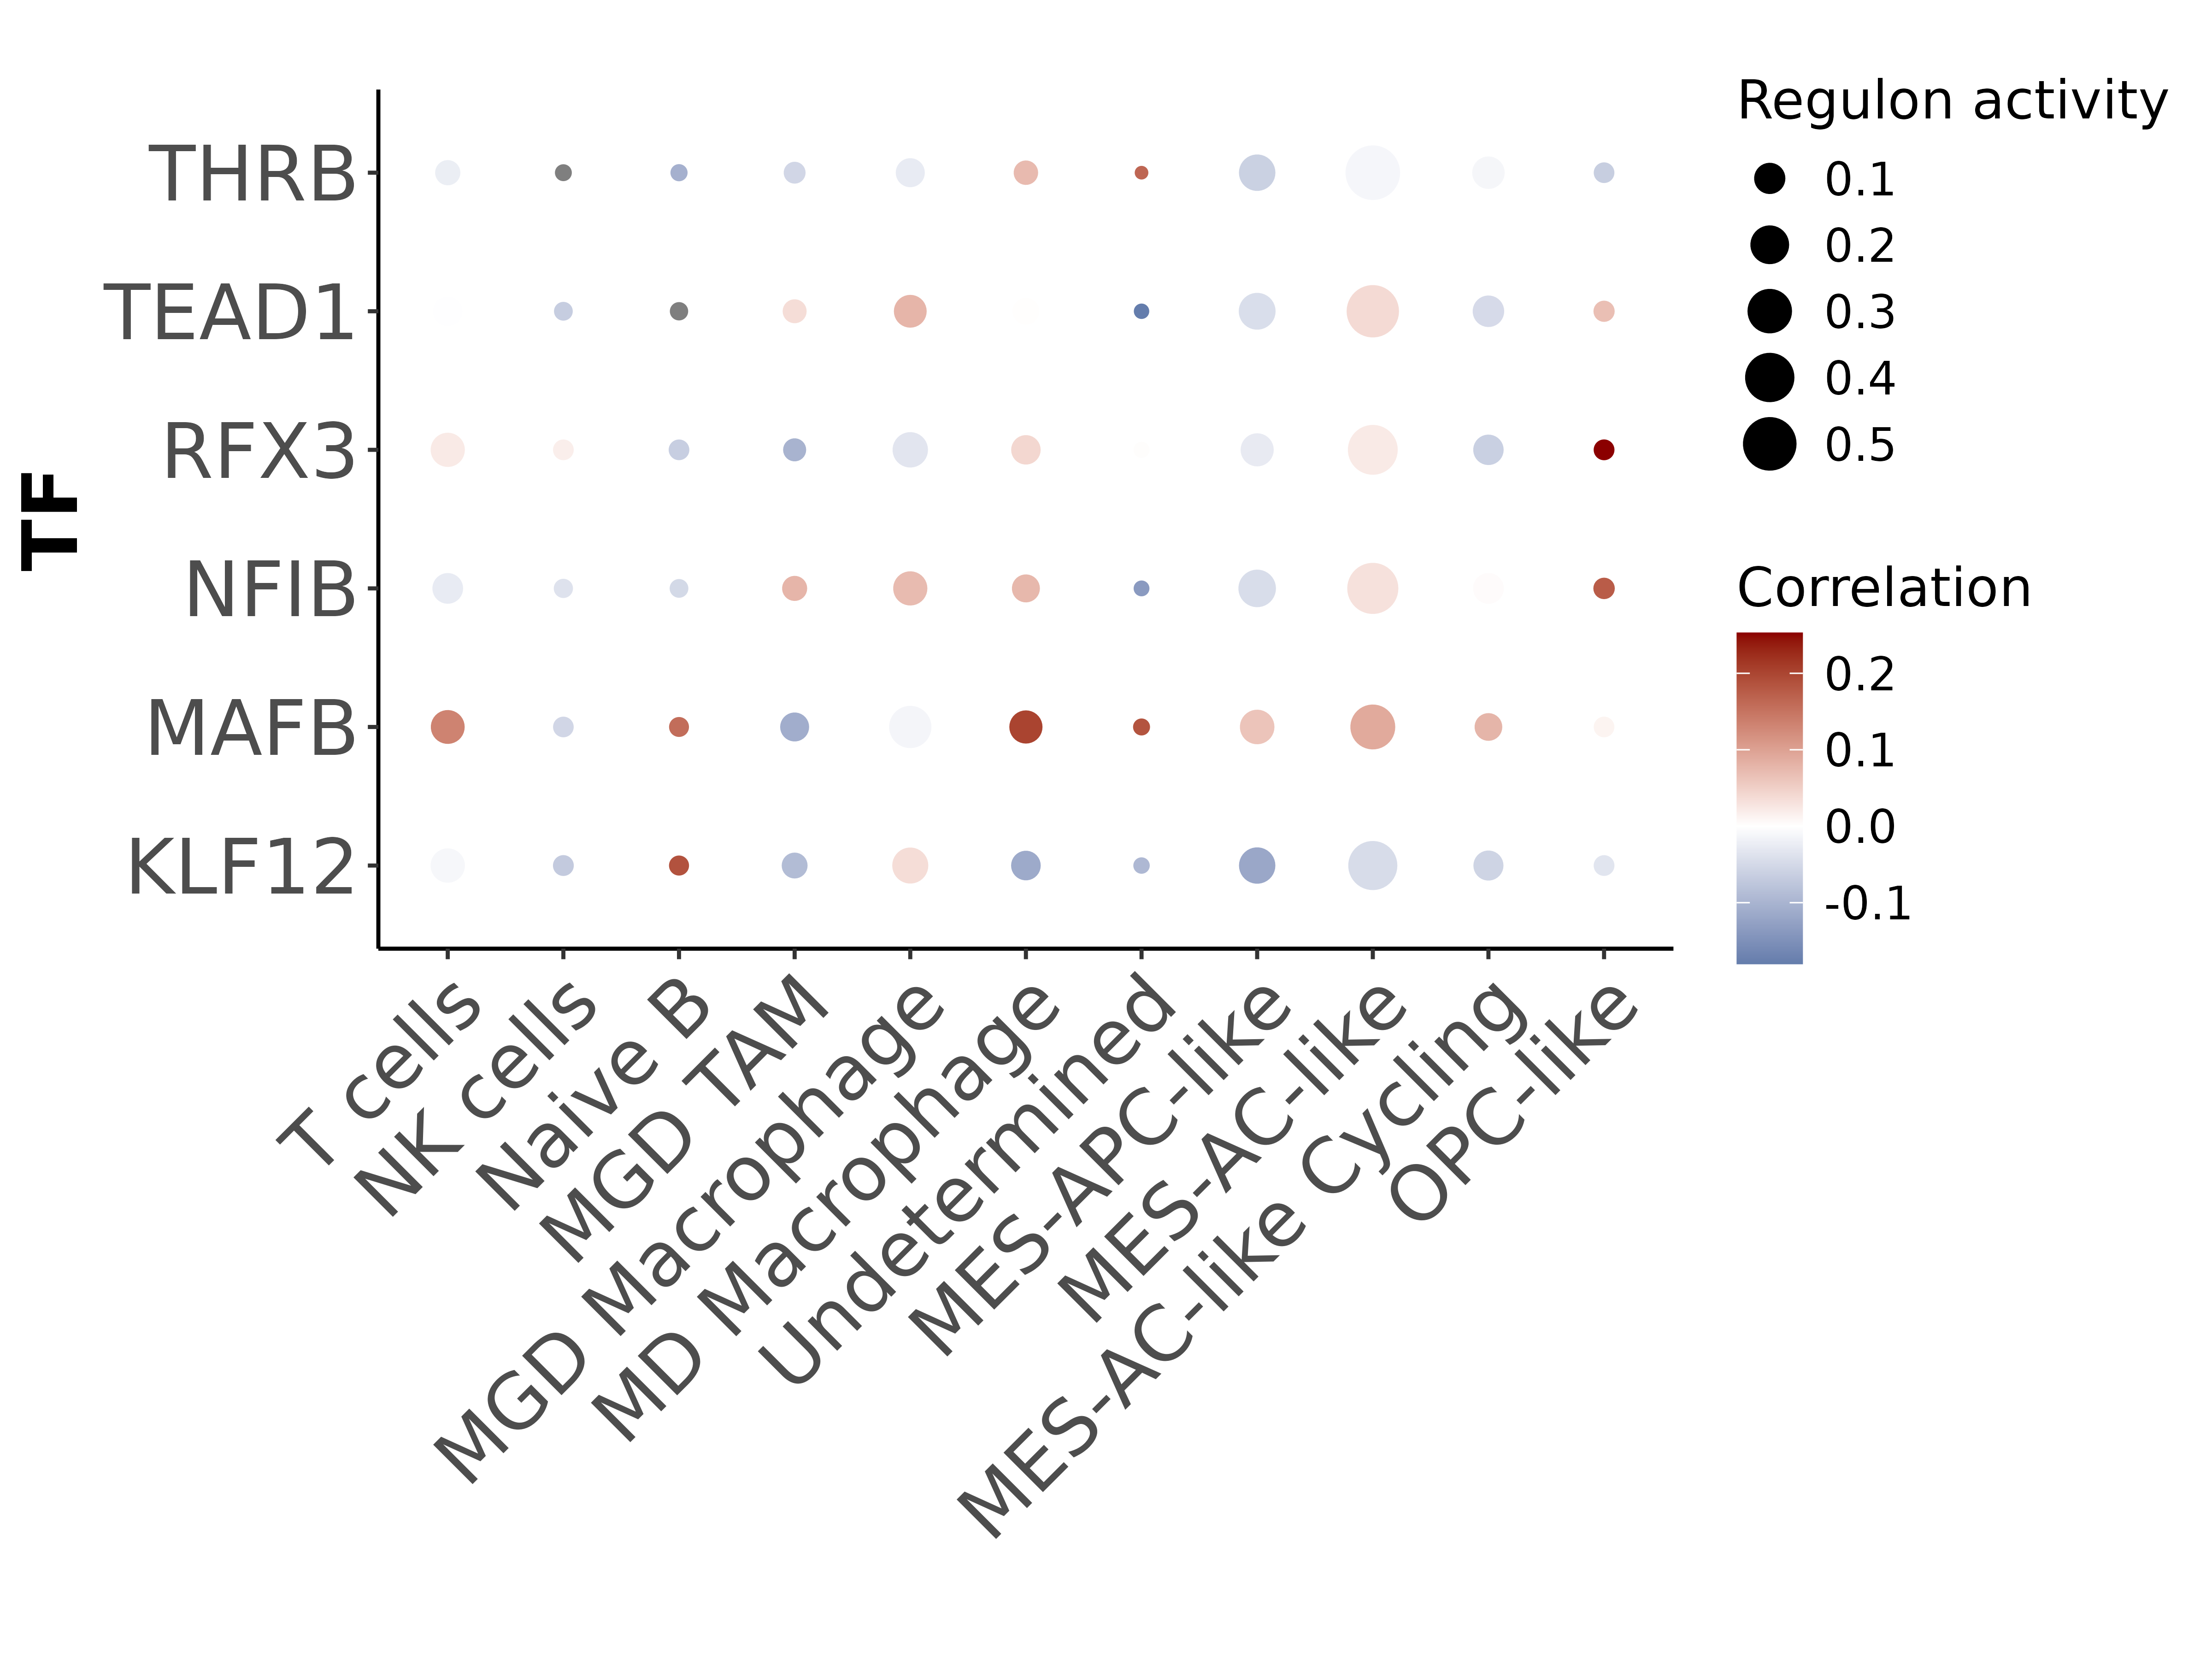 TF
THRB
TEAD1
RFX3
NFIB
MAFB
KLF12
T cells
NK cells
Naive B
MGD TAM
MGD Macrophage
MD Macrophage
Undetermined
MES-APC-like
MES-AC-like
MES-AC-like Cycling
OPC-like
Regulon activity
0.1
0.2
0.3
0.4
0.5
Correlation
0.2
0.1
0.0
-0.1